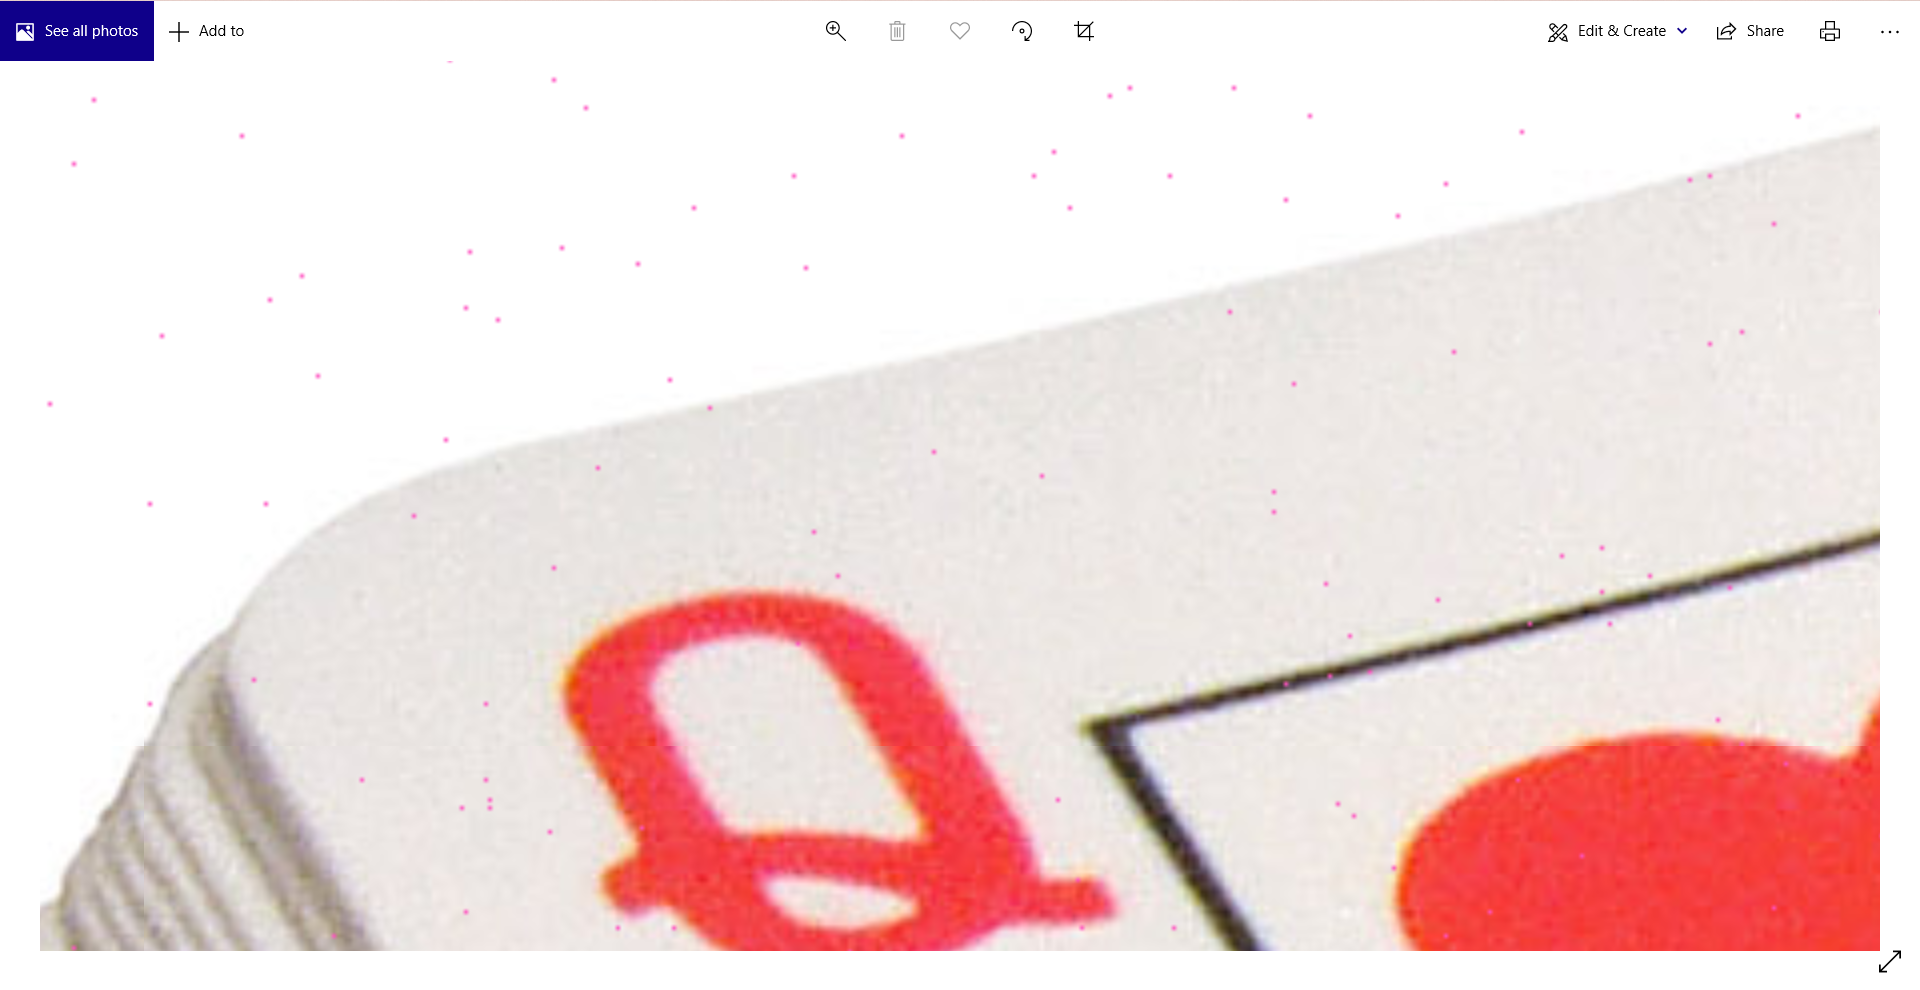 See all photos
Add to
Edit & Create
Share
Q